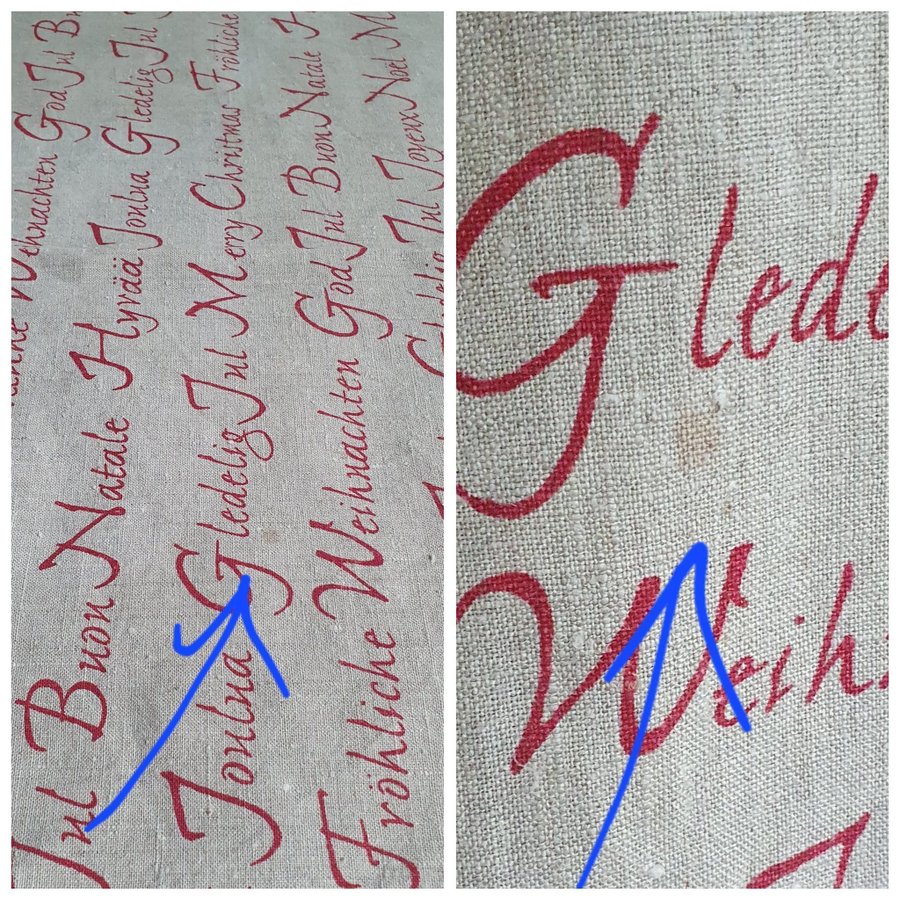 Weihnachten God Jul
Jul Buon Natale Hyvää Joulua Gledelig Jul
Joulua Gledelig Jul Merry Christmas Fröhliche
Fröhliche Weihnachten God Jul Buon Natale
Jul Joyeux Noël M
Glede
Weih